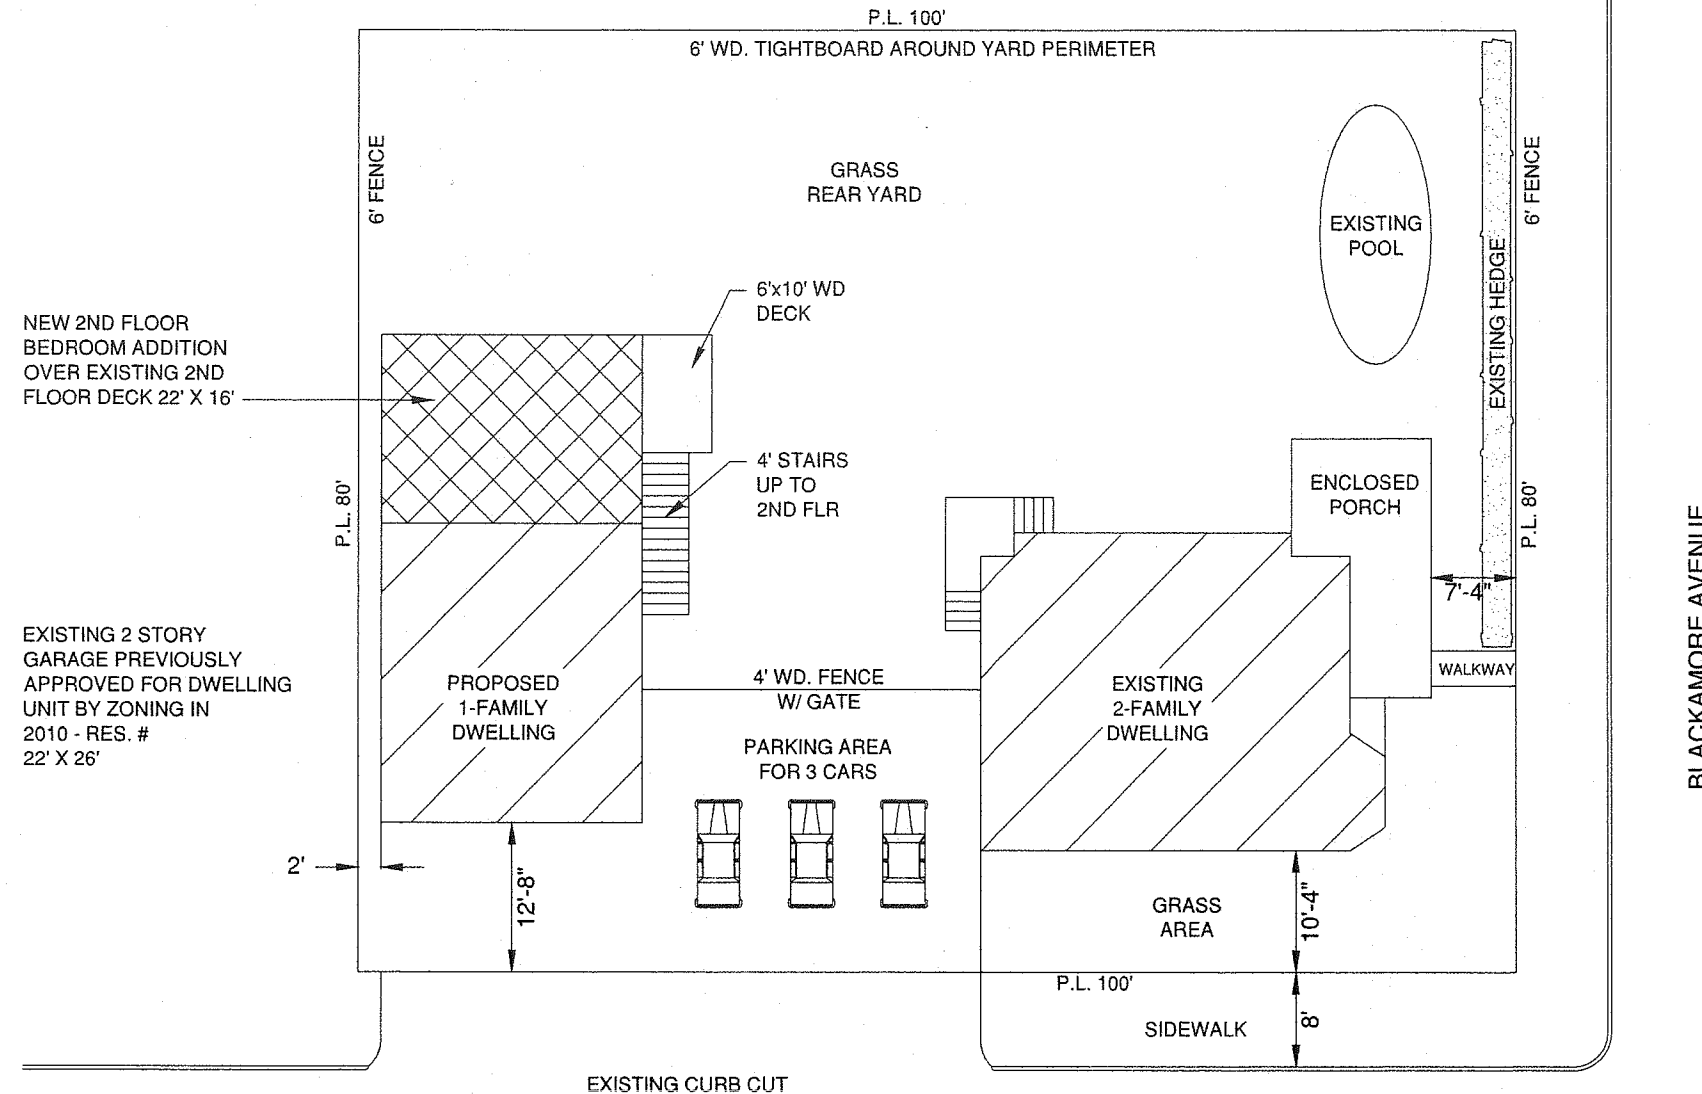 P.L. 100'
6' WD. TIGHTBOARD AROUND YARD PERIMETER
6' FENCE
GRASS
REAR YARD
EXISTING
POOL
EXISTING HEDGE
6' FENCE
6'x10' WD
DECK
NEW 2ND FLOOR
BEDROOM ADDITION
OVER EXISTING 2ND
FLOOR DECK 22' X 16'
P.L. 80'
4' STAIRS
UP TO
2ND FLR
ENCLOSED
PORCH
P.L. 80'
BLACKAMORE AVENUE
7'-4"
EXISTING 2 STORY
GARAGE PREVIOUSLY
APPROVED FOR DWELLING
UNIT BY ZONING IN
2010 - RES. #
22' X 26'
PROPOSED
1-FAMILY
DWELLING
4' WD. FENCE
W/ GATE
EXISTING
2-FAMILY
DWELLING
WALKWAY
PARKING AREA
FOR 3 CARS
2'
12'-8"
GRASS
AREA
10'-4"
P.L. 100'
SIDEWALK
8'
EXISTING CURB CUT